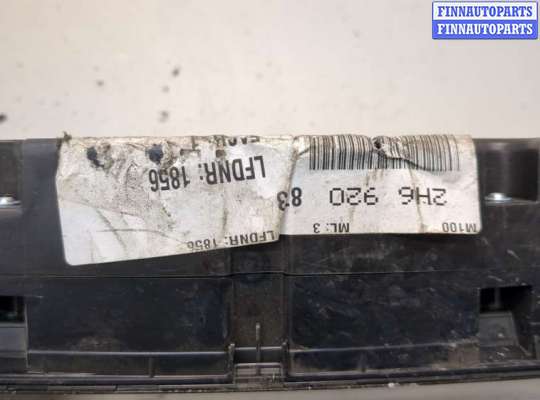 FINNAUTOPARTS
FINNAUTOPARTS
M100
ML: 3
2H6 920
83
LFDNR: 1856
LFDNR: 1856